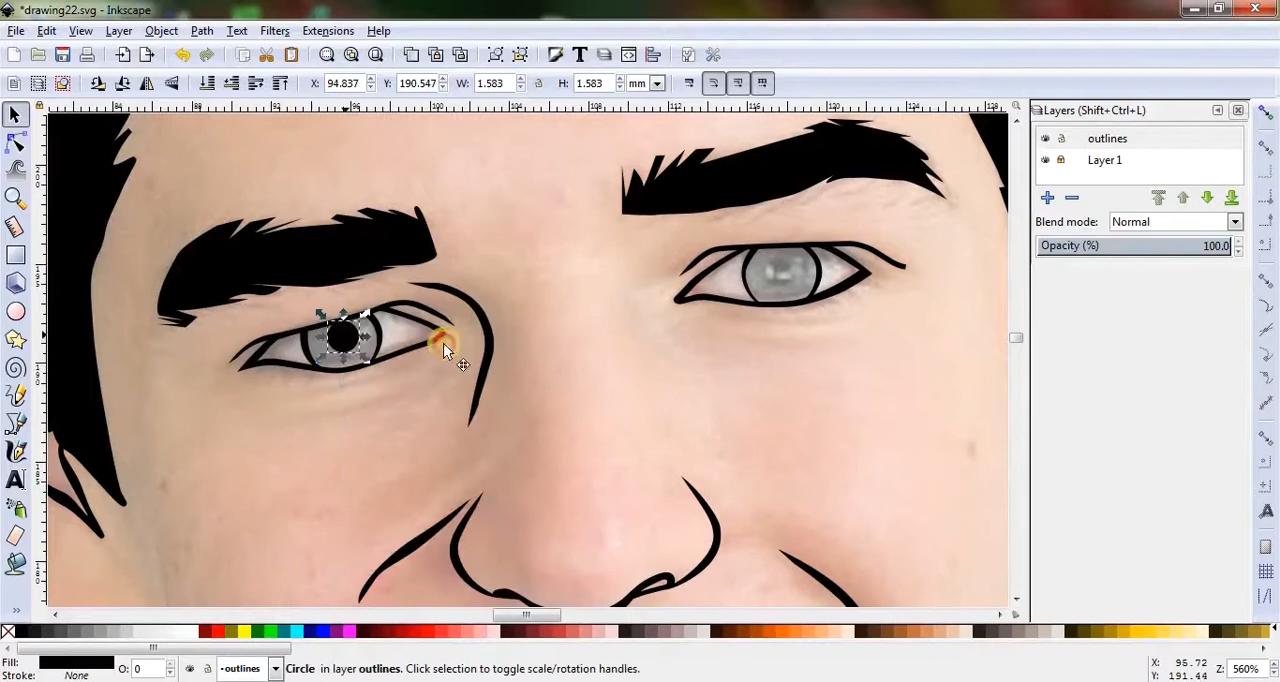 *drawing22.svg - Inkscape
File Edit View Layer Object Path Text Filters Extensions Help
X: 94.837 Y: 190.547 W: 1.583 H: 1.583 mm
Layers (Shift+Ctrl+L)
outlines
Layer 1
Blend mode: Normal
Opacity (%) 100.0
Fill:
Stroke: None
O: 0
outlines
Circle in layer outlines. Click selection to toggle scale/rotation handles.
X: 95.72
Y: 191.44
Z: 560%